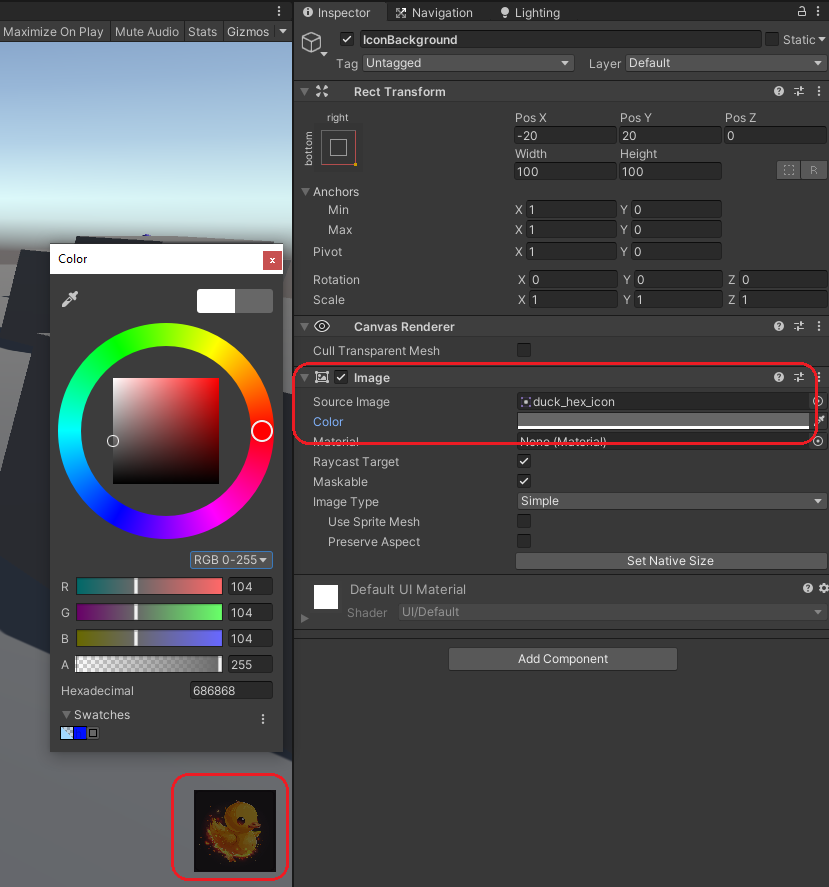 Inspector Navigation Lighting
Maximize On Play Mute Audio Stats Gizmos
IconBackground Static
Tag Untagged Layer Default
Rect Transform
right
bottom
Pos X Pos Y Pos Z
-20 20 0
Width Height
100 100
R
Anchors
Min X 1 Y 0
Max X 1 Y 0
Pivot X 1 Y 0
Rotation X 0 Y 0 Z 0
Scale X 1 Y 1 Z 1
Canvas Renderer
Cull Transparent Mesh
Image
Source Image duck_hex_icon
Color
Material None (Material)
Raycast Target
Maskable
Image Type Simple
Use Sprite Mesh
Preserve Aspect
Set Native Size
Default UI Material
Shader UI/Default
Add Component
Color x
RGB 0-255
R 104
G 104
B 104
A 255
Hexadecimal 686868
Swatches